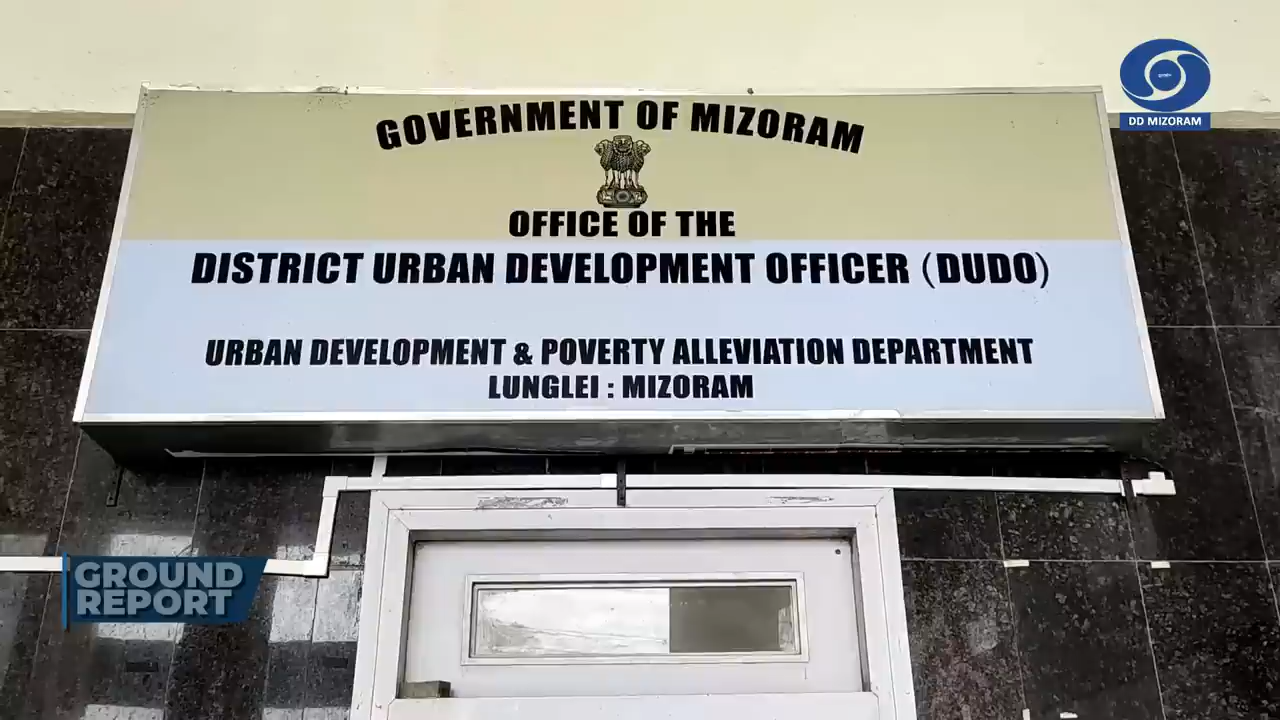 GOVERNMENT OF MIZORAM
OFFICE OF THE
DISTRICT URBAN DEVELOPMENT OFFICER (DUDO)
URBAN DEVELOPMENT & POVERTY ALLEVIATION DEPARTMENT
LUNGLEI : MIZORAM
DD MIZORAM
GROUND
REPORT